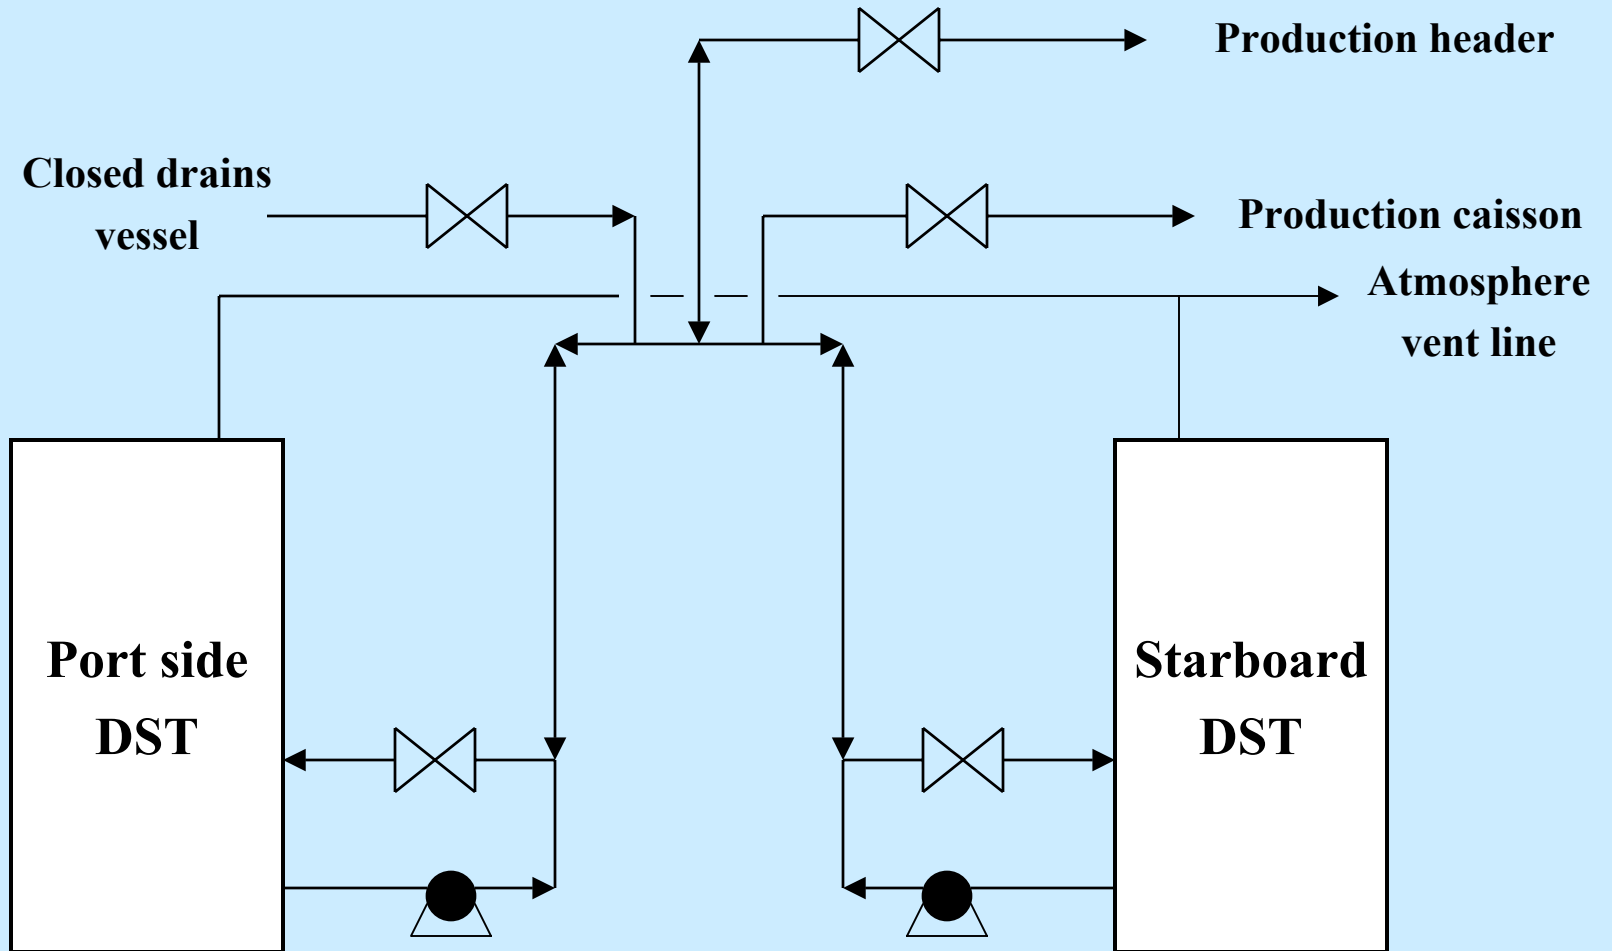 Production header
Closed drains
vessel
Production caisson
Atmosphere
vent line
Port side
DST
Starboard
DST